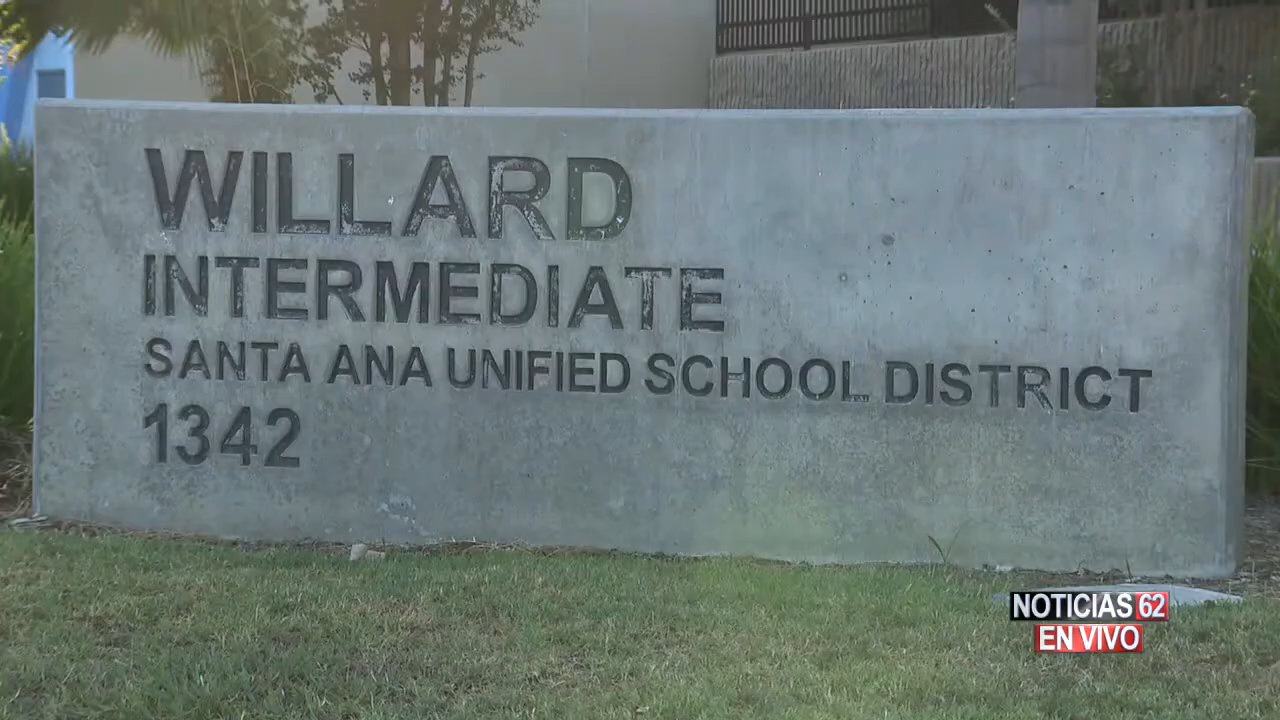 WILLARD
INTERMEDIATE
SANTA ANA UNIFIED SCHOOL DISTRICT
1342
NOTICIAS 62
EN VIVO